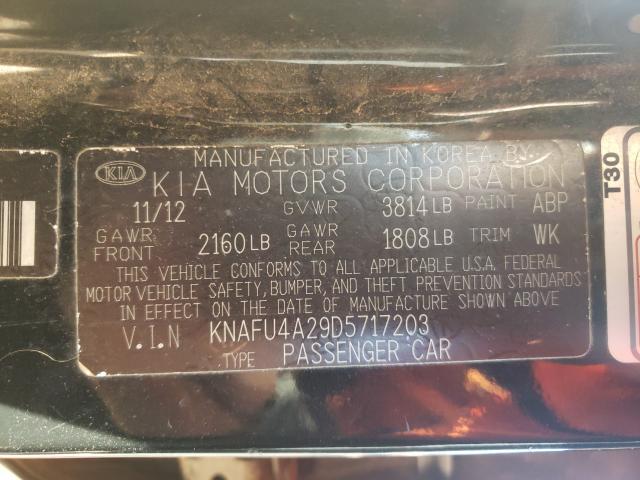 MANUFACTURED IN KOREA BY
KIA KIA MOTORS CORPORATION
11/12 GVWR 3814 LB PAINT ABP
GAWR FRONT 2160 LB GAWR REAR 1808 LB TRIM WK
THIS VEHICLE CONFORMS TO ALL APPLICABLE U.S.A. FEDERAL
MOTOR VEHICLE SAFETY, BUMPER, AND THEFT PREVENTION STANDARDS
IN EFFECT ON THE DATE OF MANUFACTURE SHOWN ABOVE
V.I.N KNAFU4A29D5717203
TYPE PASSENGER CAR
T30